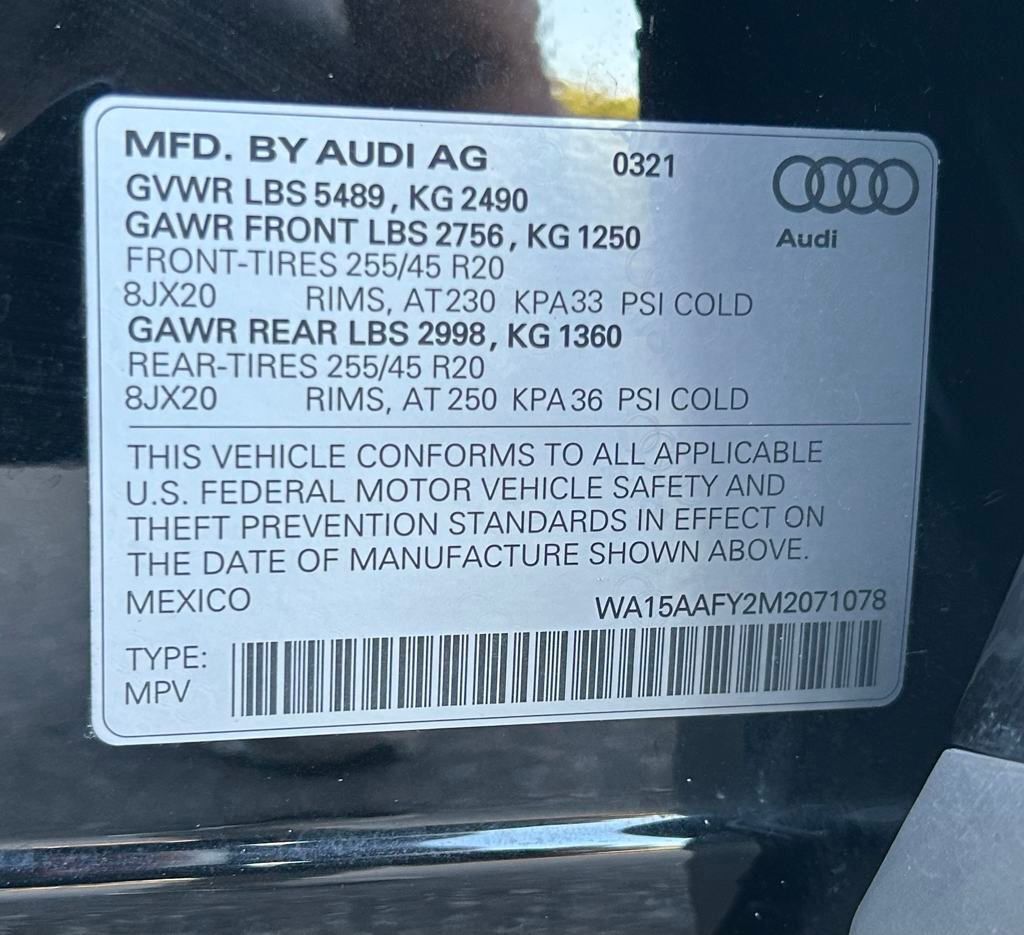 MFD. BY AUDI AG 0321
GVWR LBS 5489, KG 2490
GAWR FRONT LBS 2756, KG 1250
Audi
FRONT-TIRES 255/45 R20
8JX20 RIMS, AT 230 KPA 33 PSI COLD
GAWR REAR LBS 2998, KG 1360
REAR-TIRES 255/45 R20
8JX20 RIMS, AT 250 KPA 36 PSI COLD
THIS VEHICLE CONFORMS TO ALL APPLICABLE
U.S. FEDERAL MOTOR VEHICLE SAFETY AND
THEFT PREVENTION STANDARDS IN EFFECT ON
THE DATE OF MANUFACTURE SHOWN ABOVE.
MEXICO WA15AAFY2M2071078
TYPE:
MPV